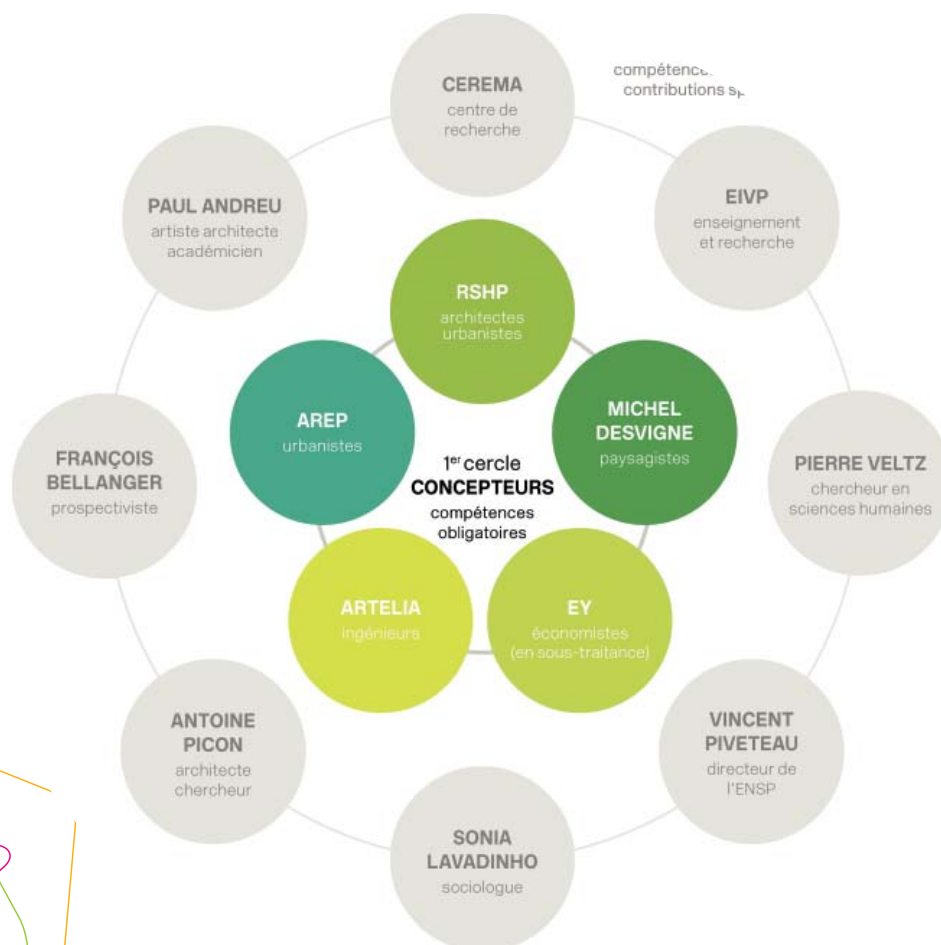 CEREMA
centre de
recherche
contributions
EIVP
enseignement
et recherche
PAUL ANDREU
artiste architecte
académicien
RSHP
architectes
urbanistes
AREP
urbanistes
MICHEL
DESVIGNE
paysagistes
1er cercle
CONCEPTEURS
compétences
obligatoires
FRANÇOIS
BELLANGER
prospectiviste
PIERRE VELTZ
chercheur en
sciences humaines
ARTELIA
ingénieurs
EY
économistes
(en sous-traitance)
ANTOINE
PICON
architecte
chercheur
VINCENT
PIVETEAU
directeur de
l'ENSP
SONIA
LAVADINHO
sociologue